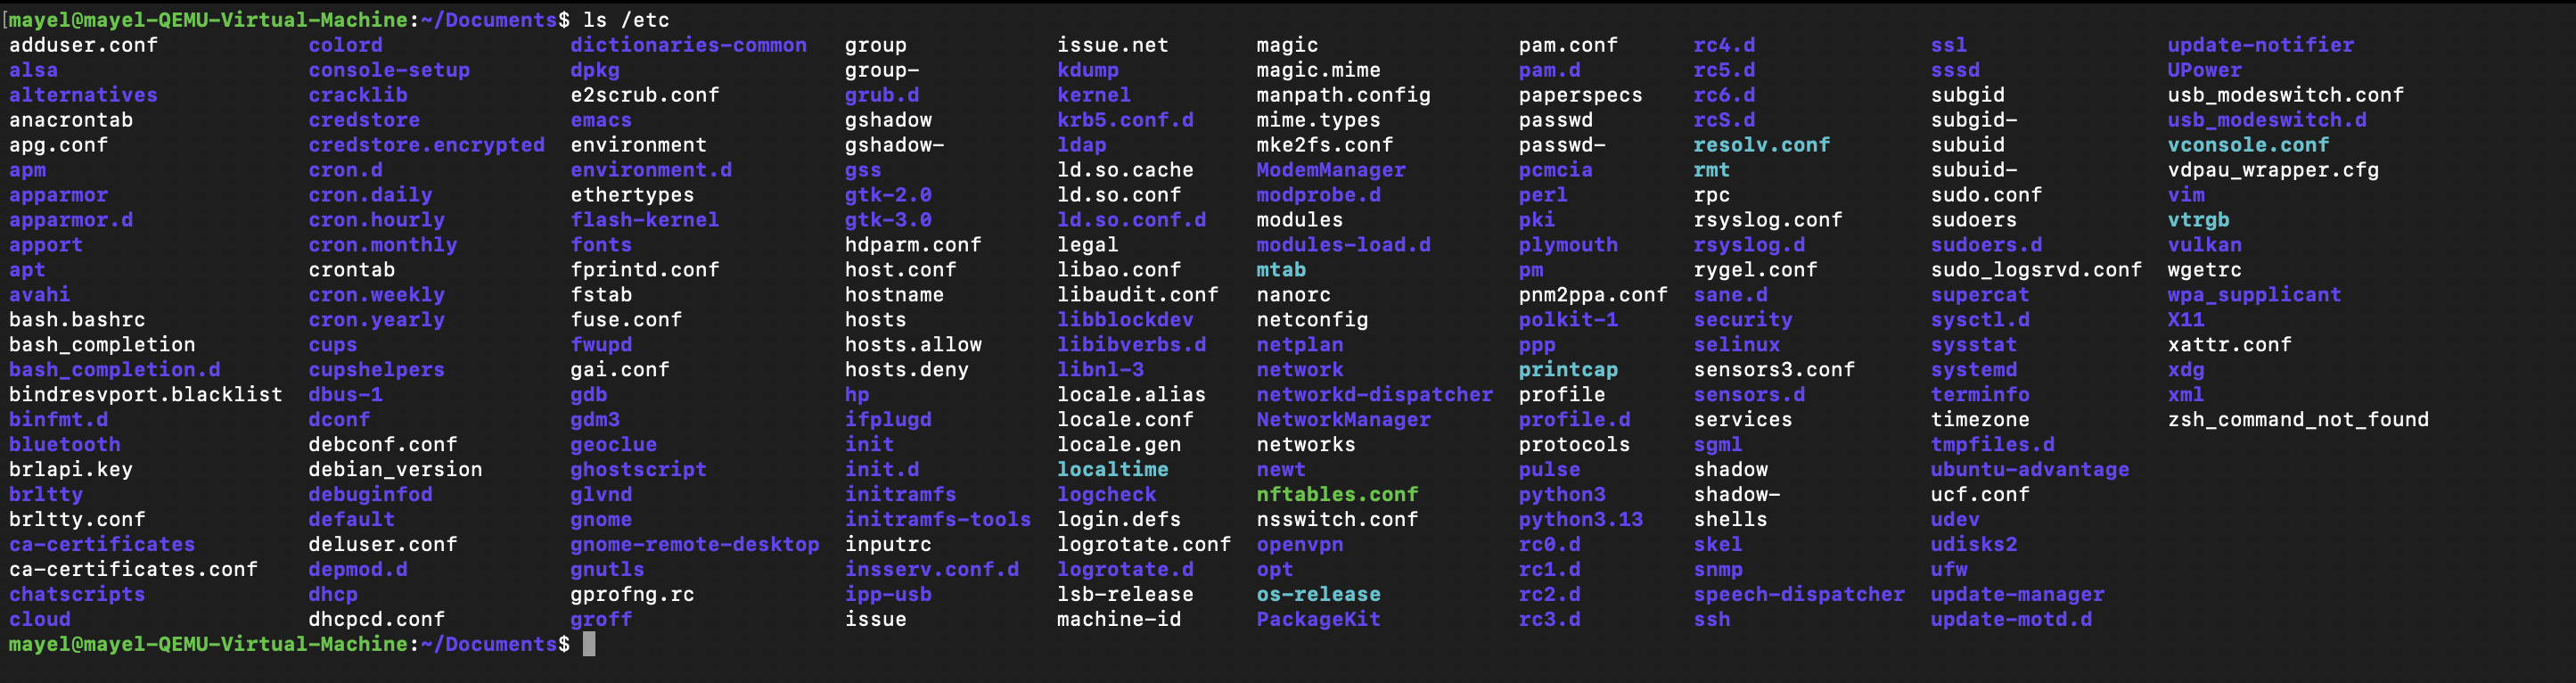 [mayel@mayel-QEMU-Virtual-Machine:~/Documents$ ls /etc
adduser.conf colord dictionaries-common group issue.net magic pam.conf rc4.d ssl update-notifier
alsa console-setup dpkg group- kdump magic.mime pam.d rc5.d sssd UPower
alternatives cracklib e2scrub.conf grub.d kernel manpath.config paperspecs rc6.d subgid usb_modeswitch.conf
anacrontab credstore emacs gshadow krb5.conf.d mime.types passwd rcS.d subgid- usb_modeswitch.d
apg.conf credstore.encrypted environment gshadow- ldap mke2fs.conf passwd- resolv.conf subuid vconsole.conf
apm cron.d environment.d gss ld.so.cache ModemManager pcmcia rmt subuid- vdpau_wrapper.cfg
apparmor cron.daily ethertypes gtk-2.0 ld.so.conf modprobe.d perl rpc sudo.conf vim
apparmor.d cron.hourly flash-kernel gtk-3.0 ld.so.conf.d modules pki rsyslog.conf sudoers vtrgb
apport cron.monthly fonts hdparm.conf legal modules-load.d plymouth rsyslog.d sudoers.d vulkan
apt crontab fprintd.conf host.conf libao.conf mtab pm rygel.conf sudo_logsrvd.conf wgetrc
avahi cron.weekly fstab hostname libaudit.conf nanorc pnm2ppa.conf sane.d supercat wpa_supplicant
bash.bashrc cron.yearly fuse.conf hosts libblockdev netconfig polkit-1 security sysctl.d X11
bash_completion cups fwupd hosts.allow libibverbs.d netplan ppp selinux sysstat xattr.conf
bash_completion.d cupshelpers gai.conf hosts.deny libnl-3 network printcap sensors3.conf systemd xdg
bindresvport.blacklist dbus-1 gdb hp locale.alias networkd-dispatcher profile sensors.d terminfo xml
binfmt.d dconf gdm3 ifplugd locale.conf NetworkManager profile.d services timezone zsh_command_not_found
bluetooth debconf.conf geoclue init locale.gen networks protocols sgml tmpfiles.d
brlapi.key debian_version ghostscript init.d localtime newt pulse shadow ubuntu-advantage
brltty debuginfod glvnd initramfs logcheck nftables.conf python3 shadow- ucf.conf
brltty.conf default gnome initramfs-tools login.defs nsswitch.conf python3.13 shells udev
ca-certificates deluser.conf gnome-remote-desktop inputrc logrotate.conf openvpn rc0.d skel udisks2
ca-certificates.conf depmod.d gnutls insserv.conf.d logrotate.d opt rc1.d snmp ufw
chatscripts dhcp gprofng.rc ipp-usb lsb-release os-release rc2.d speech-dispatcher update-manager
cloud dhcpcd.conf groff issue machine-id PackageKit rc3.d ssh update-motd.d
mayel@mayel-QEMU-Virtual-Machine:~/Documents$